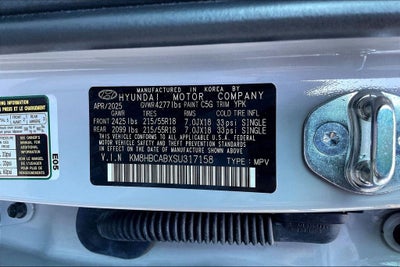 MANUFACTURED IN KOREA BY
HYUNDAI MOTOR COMPANY
APR/2025 GVWR4277lbs PAINT C5G TRIM YPK
GAWR TIRES RIMS COLD TIRE INFL
FRONT 2425 lbs 215/55R18 7.0JX18 33psi SINGLE
REAR 2099 lbs 215/55R18 7.0JX18 33psi SINGLE
THIS VEHICLE CONFORMS TO ALL APPLICABLE U.S.A. FEDERAL
MOTOR VEHICLE SAFETY, BUMPER, AND THEFT PREVENTION
STANDARDS IN EFFECT ON THE DATE OF MANUFACTURE SHOWN
ABOVE.
V.I.N KM8HBCABXSU317158 TYPE: MPV
E005